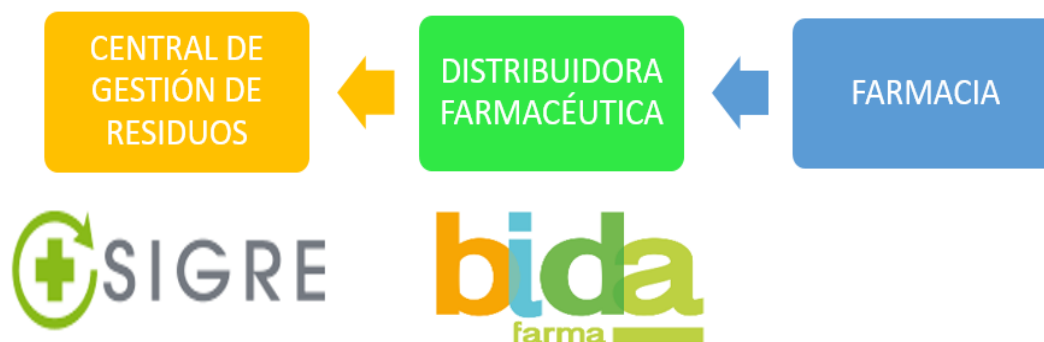 CENTRAL DE
GESTIÓN DE
RESIDUOS
DISTRIBUIDORA
FARMACÉUTICA
FARMACIA
SIGRE
bida
farma